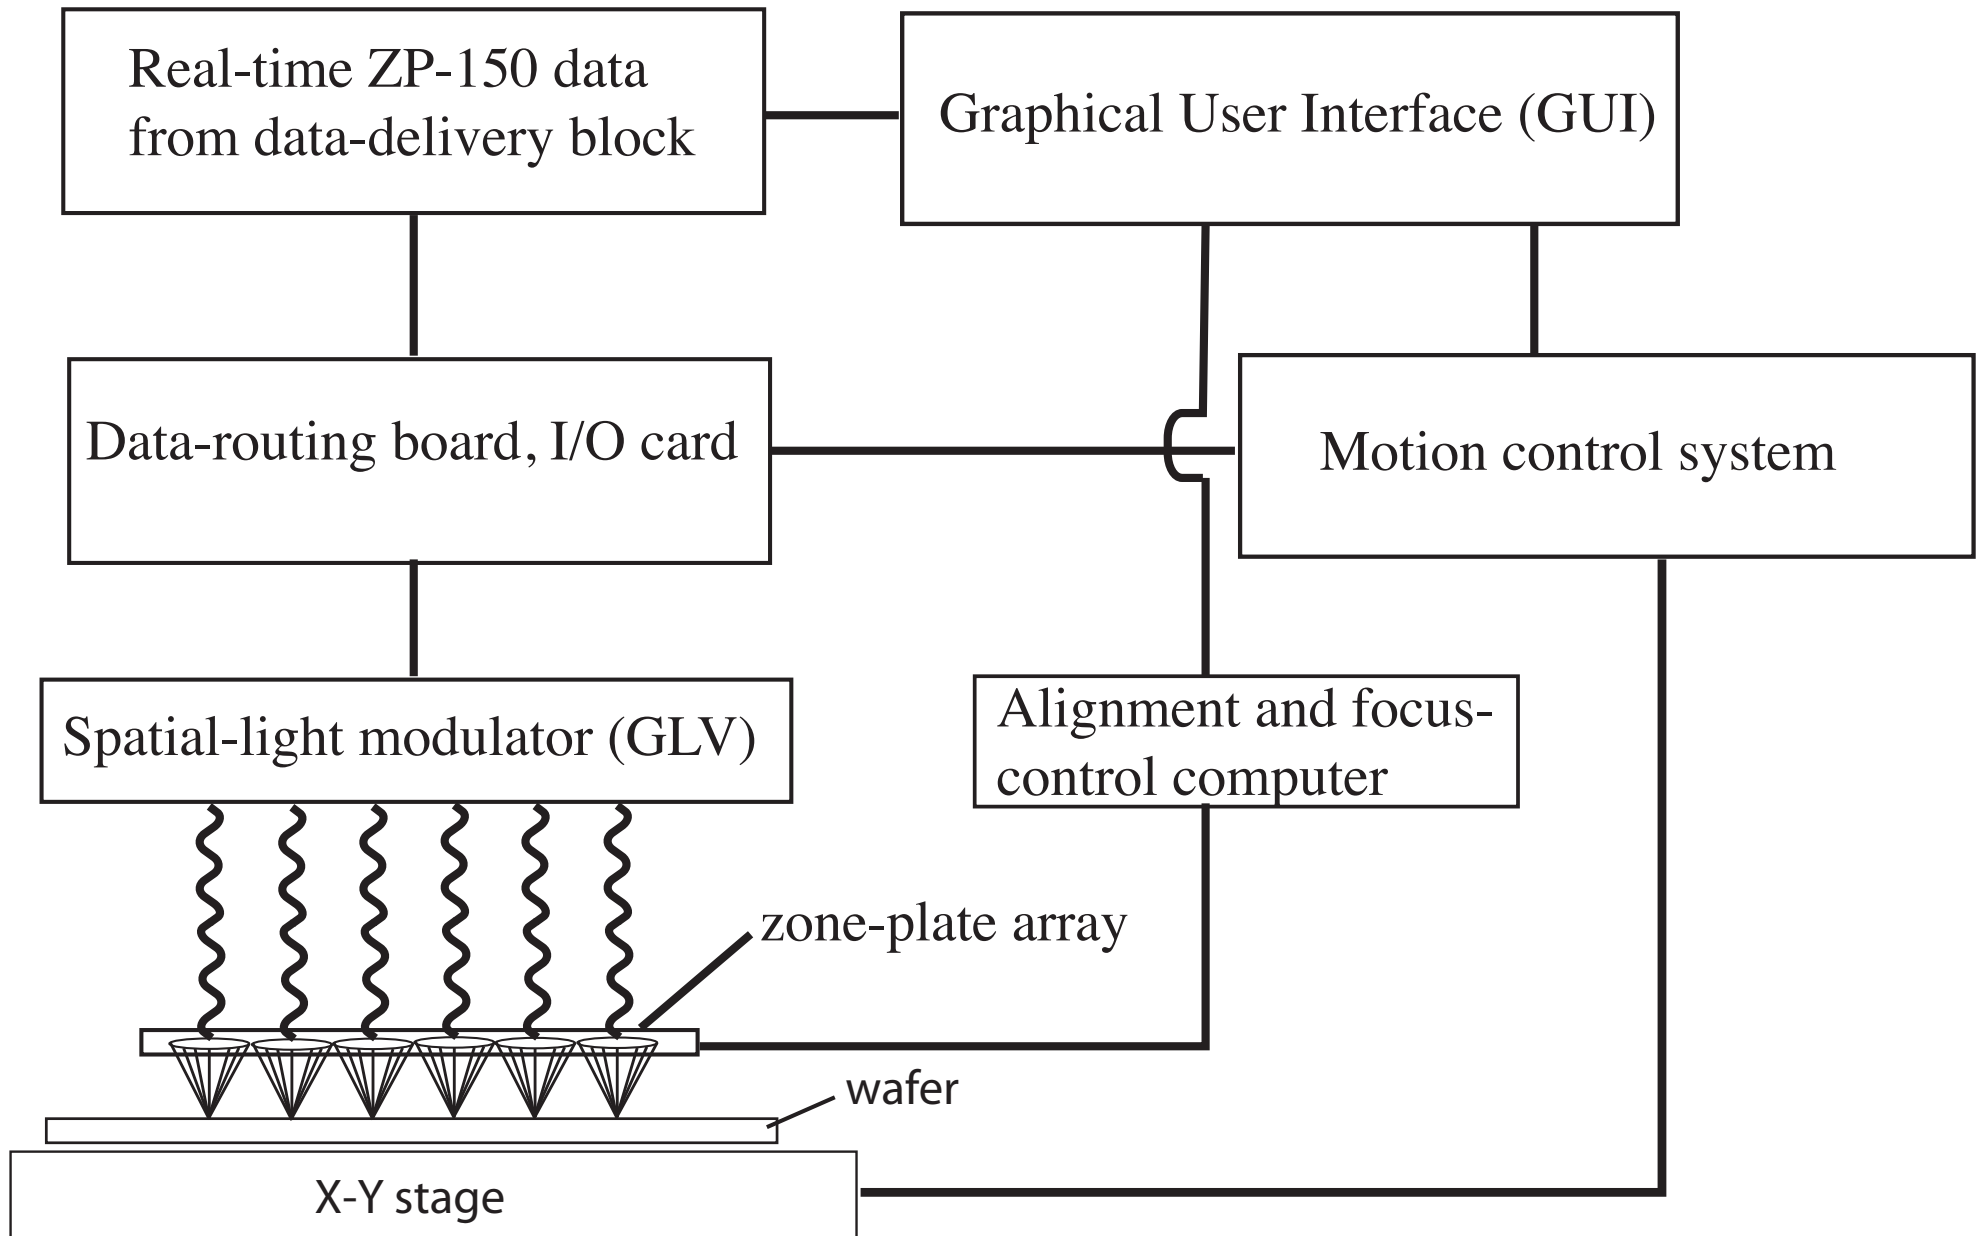 Real-time ZP-150 data
from data-delivery block
Graphical User Interface (GUI)
Data-routing board, I/O card
Motion control system
Spatial-light modulator (GLV)
Alignment and focus-
control computer
zone-plate array
wafer
X-Y stage